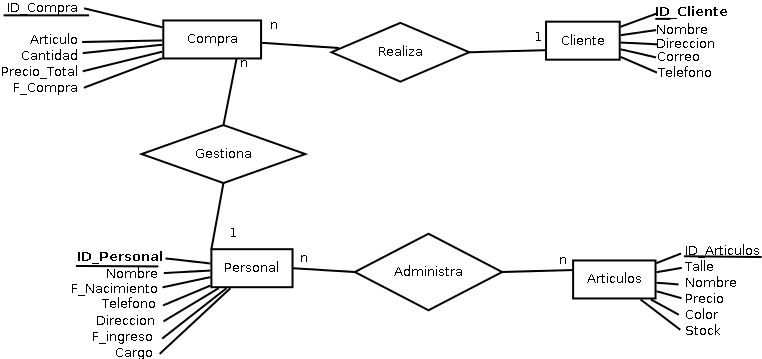 ID_Compra
Articulo
Cantidad
Precio_Total
F_Compra
Compra
n
n
Realiza
1
Cliente
ID_Cliente
Nombre
Direccion
Correo
Telefono
Gestiona
1
ID_Personal
Nombre
F_Nacimiento
Telefono
Direccion
F_ingreso
Cargo
Personal
n
Administra
n
Articulos
ID_Articulos
Talle
Nombre
Precio
Color
Stock